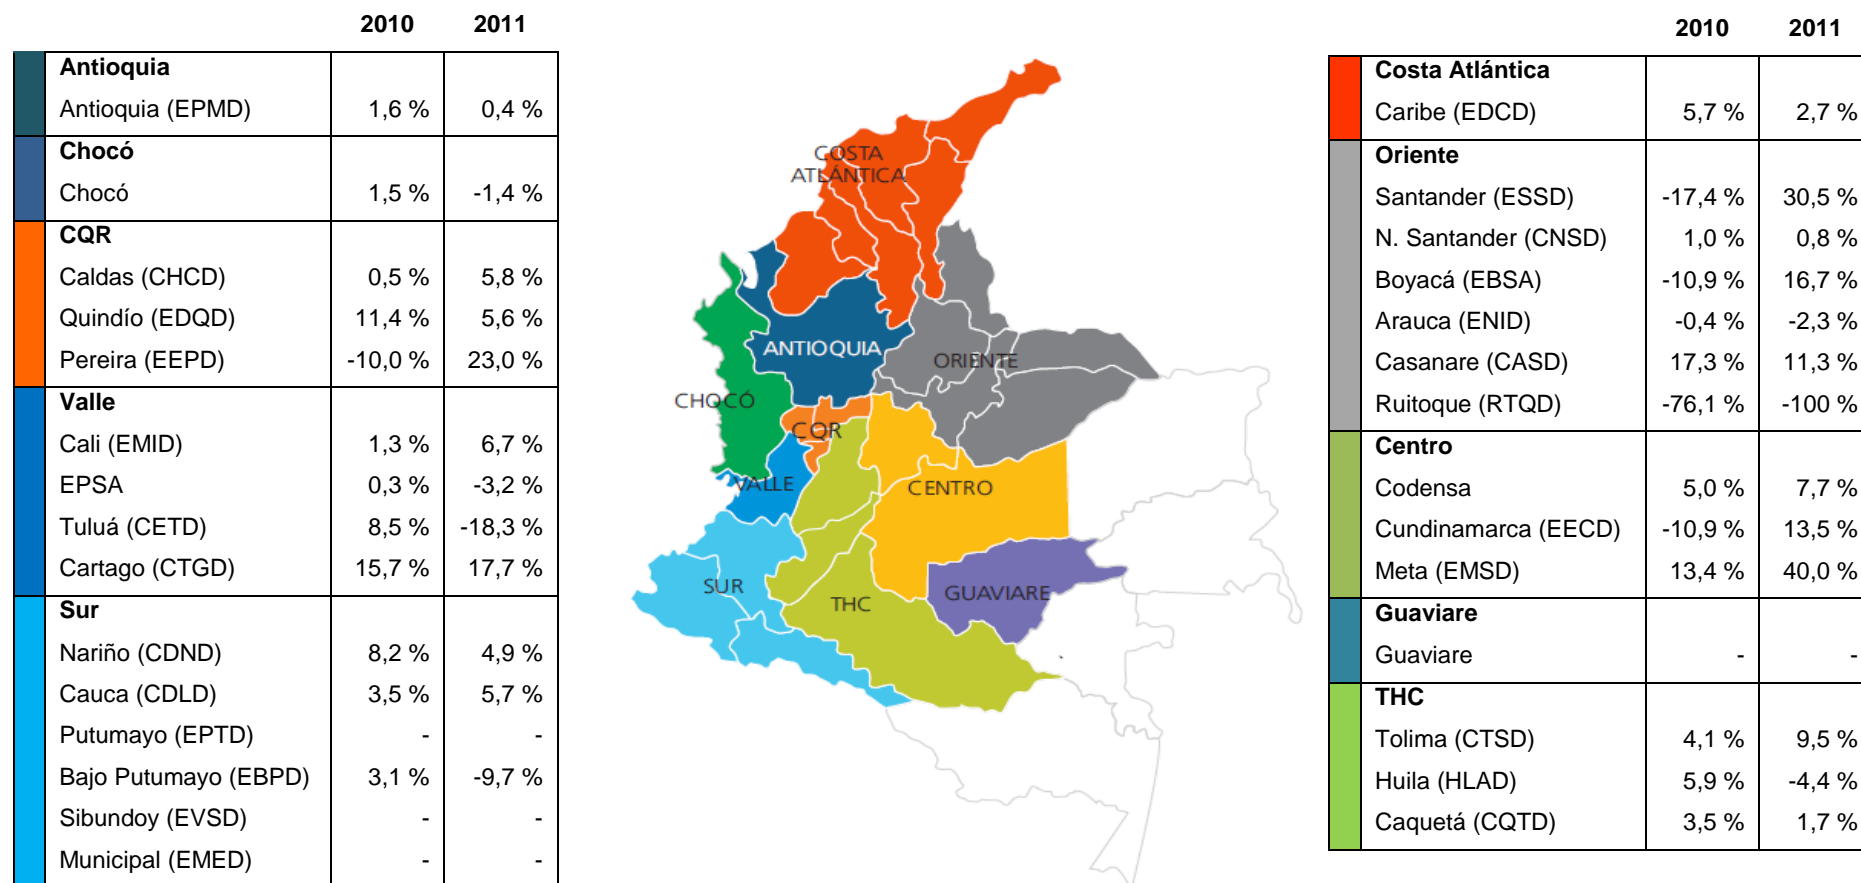 2010 2011
Antioquia
Antioquia (EPMD) 1,6 % 0,4 %
Chocó
Chocó 1,5 % -1,4 %
CQR
Caldas (CHCD) 0,5 % 5,8 %
Quindío (EDQD) 11,4 % 5,6 %
Pereira (EEPD) -10,0 % 23,0 %
Valle
Cali (EMID) 1,3 % 6,7 %
EPSA 0,3 % -3,2 %
Tuluá (CETD) 8,5 % -18,3 %
Cartago (CTGD) 15,7 % 17,7 %
Sur
Nariño (CDND) 8,2 % 4,9 %
Cauca (CDLD) 3,5 % 5,7 %
Putumayo (EPTD) - -
Bajo Putumayo (EBPD) 3,1 % -9,7 %
Sibundoy (EVSD) - -
Municipal (EMED) - -
COSTA
ATLÁNTICA
ANTIOQUIA
ORIENTE
CHOCÓ
CQR
VALLE
CENTRO
SUR
THC
GUAVIARE
2010 2011
Costa Atlántica
Caribe (EDCD) 5,7 % 2,7 %
Oriente
Santander (ESSD) -17,4 % 30,5 %
N. Santander (CNSD) 1,0 % 0,8 %
Boyacá (EBSA) -10,9 % 16,7 %
Arauca (ENID) -0,4 % -2,3 %
Casanare (CASD) 17,3 % 11,3 %
Ruitoque (RTQD) -76,1 % -100 %
Centro
Codensa 5,0 % 7,7 %
Cundinamarca (EECD) -10,9 % 13,5 %
Meta (EMSD) 13,4 % 40,0 %
Guaviare
Guaviare - -
THC
Tolima (CTSD) 4,1 % 9,5 %
Huila (HLAD) 5,9 % -4,4 %
Caquetá (CQTD) 3,5 % 1,7 %